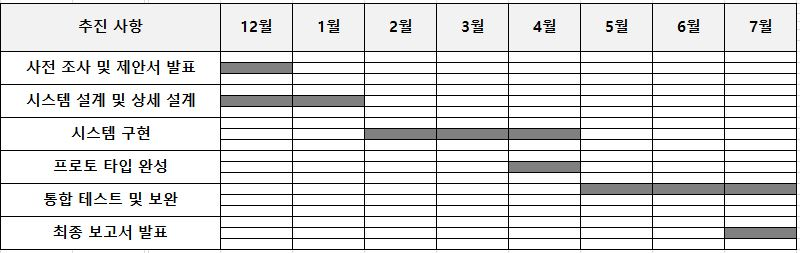 추진 사항 12월 1월 2월 3월 4월 5월 6월 7월
사전 조사 및 제안서 발표
시스템 설계 및 상세 설계
시스템 구현
프로토 타입 완성
통합 테스트 및 보완
최종 보고서 발표